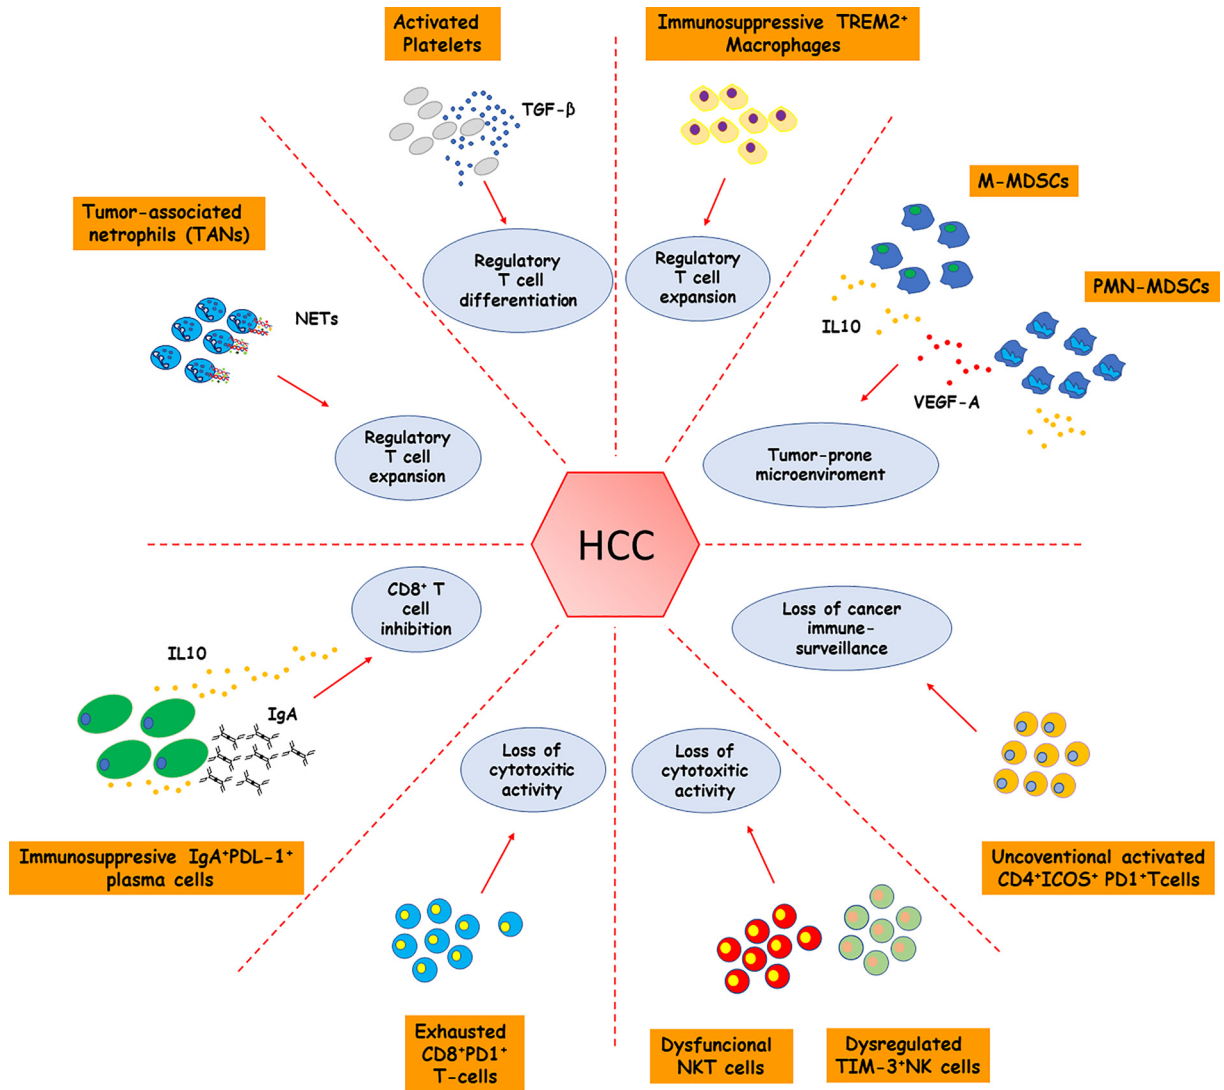 Activated
Platelets
TGF-β
Regulatory
T cell
differentiation
Immunosuppressive TREM2⁺
Macrophages
Regulatory
T cell
expansion
M-MDSCs
PMN-MDSCs
IL10
VEGF-A
Tumor-prone
microenviroment
Tumor-associated
netrophils (TANs)
NETs
Regulatory
T cell
expansion
HCC
CD8⁺ T
cell
inhibition
IL10
IgA
Immunosuppresive IgA⁺PDL-1⁺
plasma cells
Loss of
cytotoxitic
activity
Exhausted
CD8⁺PD1⁺
T-cells
Loss of
cytotoxitic
activity
Dysfuncional
NKT cells
Dysregulated
TIM-3⁺NK cells
Loss of cancer
immune-
surveillance
Uncoventional activated
CD4⁺ICOS⁺ PD1⁺Tcells